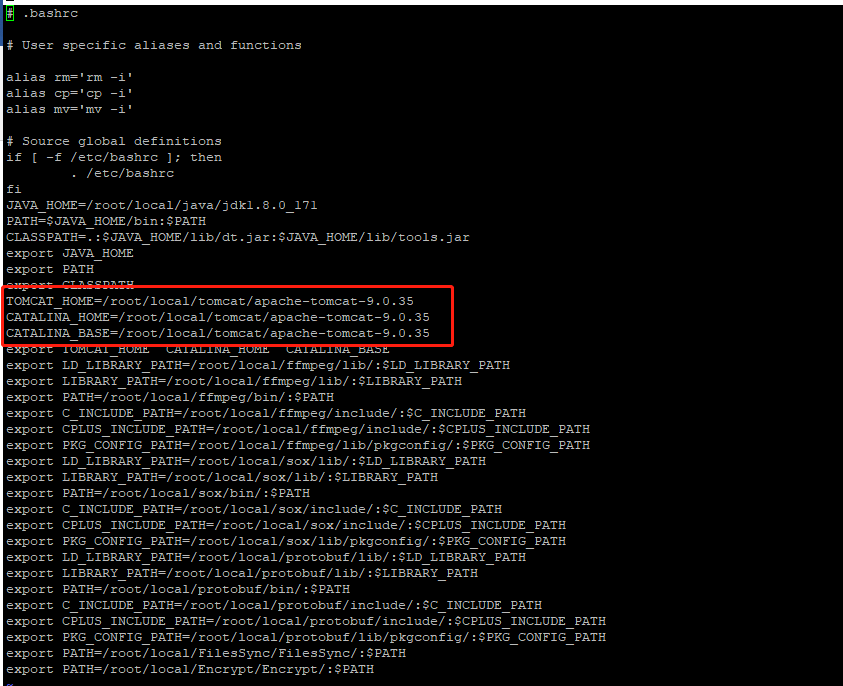 # .bashrc
# User specific aliases and functions
alias rm='rm -i'
alias cp='cp -i'
alias mv='mv -i'
# Source global definitions
if [ -f /etc/bashrc ]; then
. /etc/bashrc
fi
JAVA_HOME=/root/local/java/jdk1.8.0_171
PATH=$JAVA_HOME/bin:$PATH
CLASSPATH=.:$JAVA_HOME/lib/dt.jar:$JAVA_HOME/lib/tools.jar
export JAVA_HOME
export PATH
export CLASSPATH
TOMCAT_HOME=/root/local/tomcat/apache-tomcat-9.0.35
CATALINA_HOME=/root/local/tomcat/apache-tomcat-9.0.35
CATALINA_BASE=/root/local/tomcat/apache-tomcat-9.0.35
export TOMCAT_HOME  CATALINA_HOME  CATALINA_BASE
export LD_LIBRARY_PATH=/root/local/ffmpeg/lib/:$LD_LIBRARY_PATH
export LIBRARY_PATH=/root/local/ffmpeg/lib/:$LIBRARY_PATH
export PATH=/root/local/ffmpeg/bin/:$PATH
export C_INCLUDE_PATH=/root/local/ffmpeg/include/:$C_INCLUDE_PATH
export CPLUS_INCLUDE_PATH=/root/local/ffmpeg/include/:$CPLUS_INCLUDE_PATH
export PKG_CONFIG_PATH=/root/local/ffmpeg/lib/pkgconfig/:$PKG_CONFIG_PATH
export LD_LIBRARY_PATH=/root/local/sox/lib/:$LD_LIBRARY_PATH
export LIBRARY_PATH=/root/local/sox/lib/:$LIBRARY_PATH
export PATH=/root/local/sox/bin/:$PATH
export C_INCLUDE_PATH=/root/local/sox/include/:$C_INCLUDE_PATH
export CPLUS_INCLUDE_PATH=/root/local/sox/include/:$CPLUS_INCLUDE_PATH
export PKG_CONFIG_PATH=/root/local/sox/lib/pkgconfig/:$PKG_CONFIG_PATH
export LD_LIBRARY_PATH=/root/local/protobuf/lib/:$LD_LIBRARY_PATH
export LIBRARY_PATH=/root/local/protobuf/lib/:$LIBRARY_PATH
export PATH=/root/local/protobuf/bin/:$PATH
export C_INCLUDE_PATH=/root/local/protobuf/include/:$C_INCLUDE_PATH
export CPLUS_INCLUDE_PATH=/root/local/protobuf/include/:$CPLUS_INCLUDE_PATH
export PKG_CONFIG_PATH=/root/local/protobuf/lib/pkgconfig/:$PKG_CONFIG_PATH
export PATH=/root/local/FilesSync/FilesSync/:$PATH
export PATH=/root/local/Encrypt/Encrypt/:$PATH
~